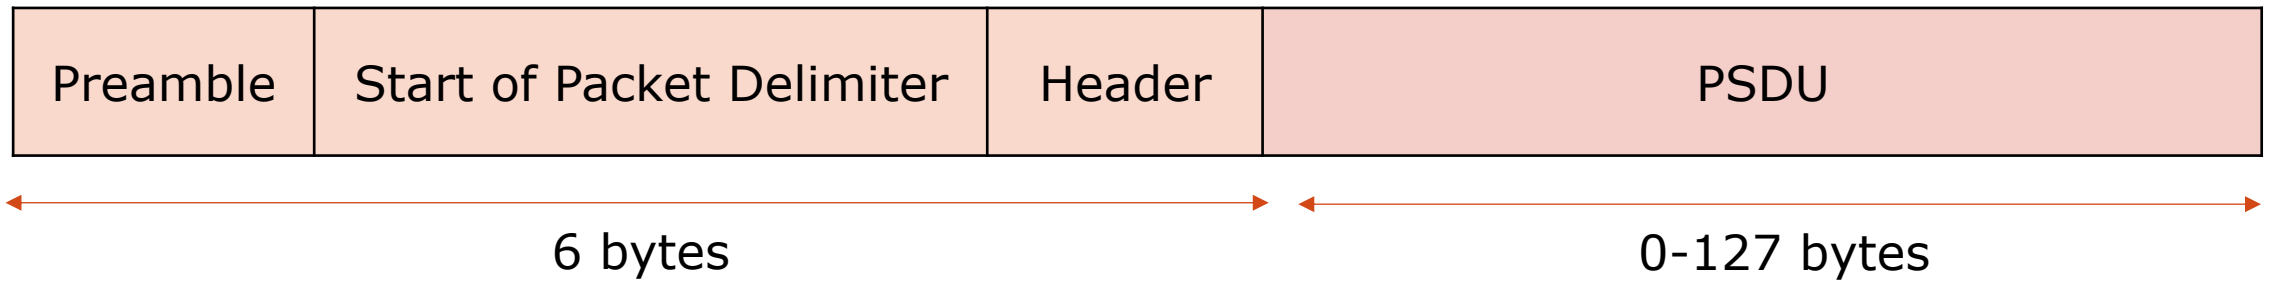 Preamble Start of Packet Delimiter Header PSDU
6 bytes 0-127 bytes